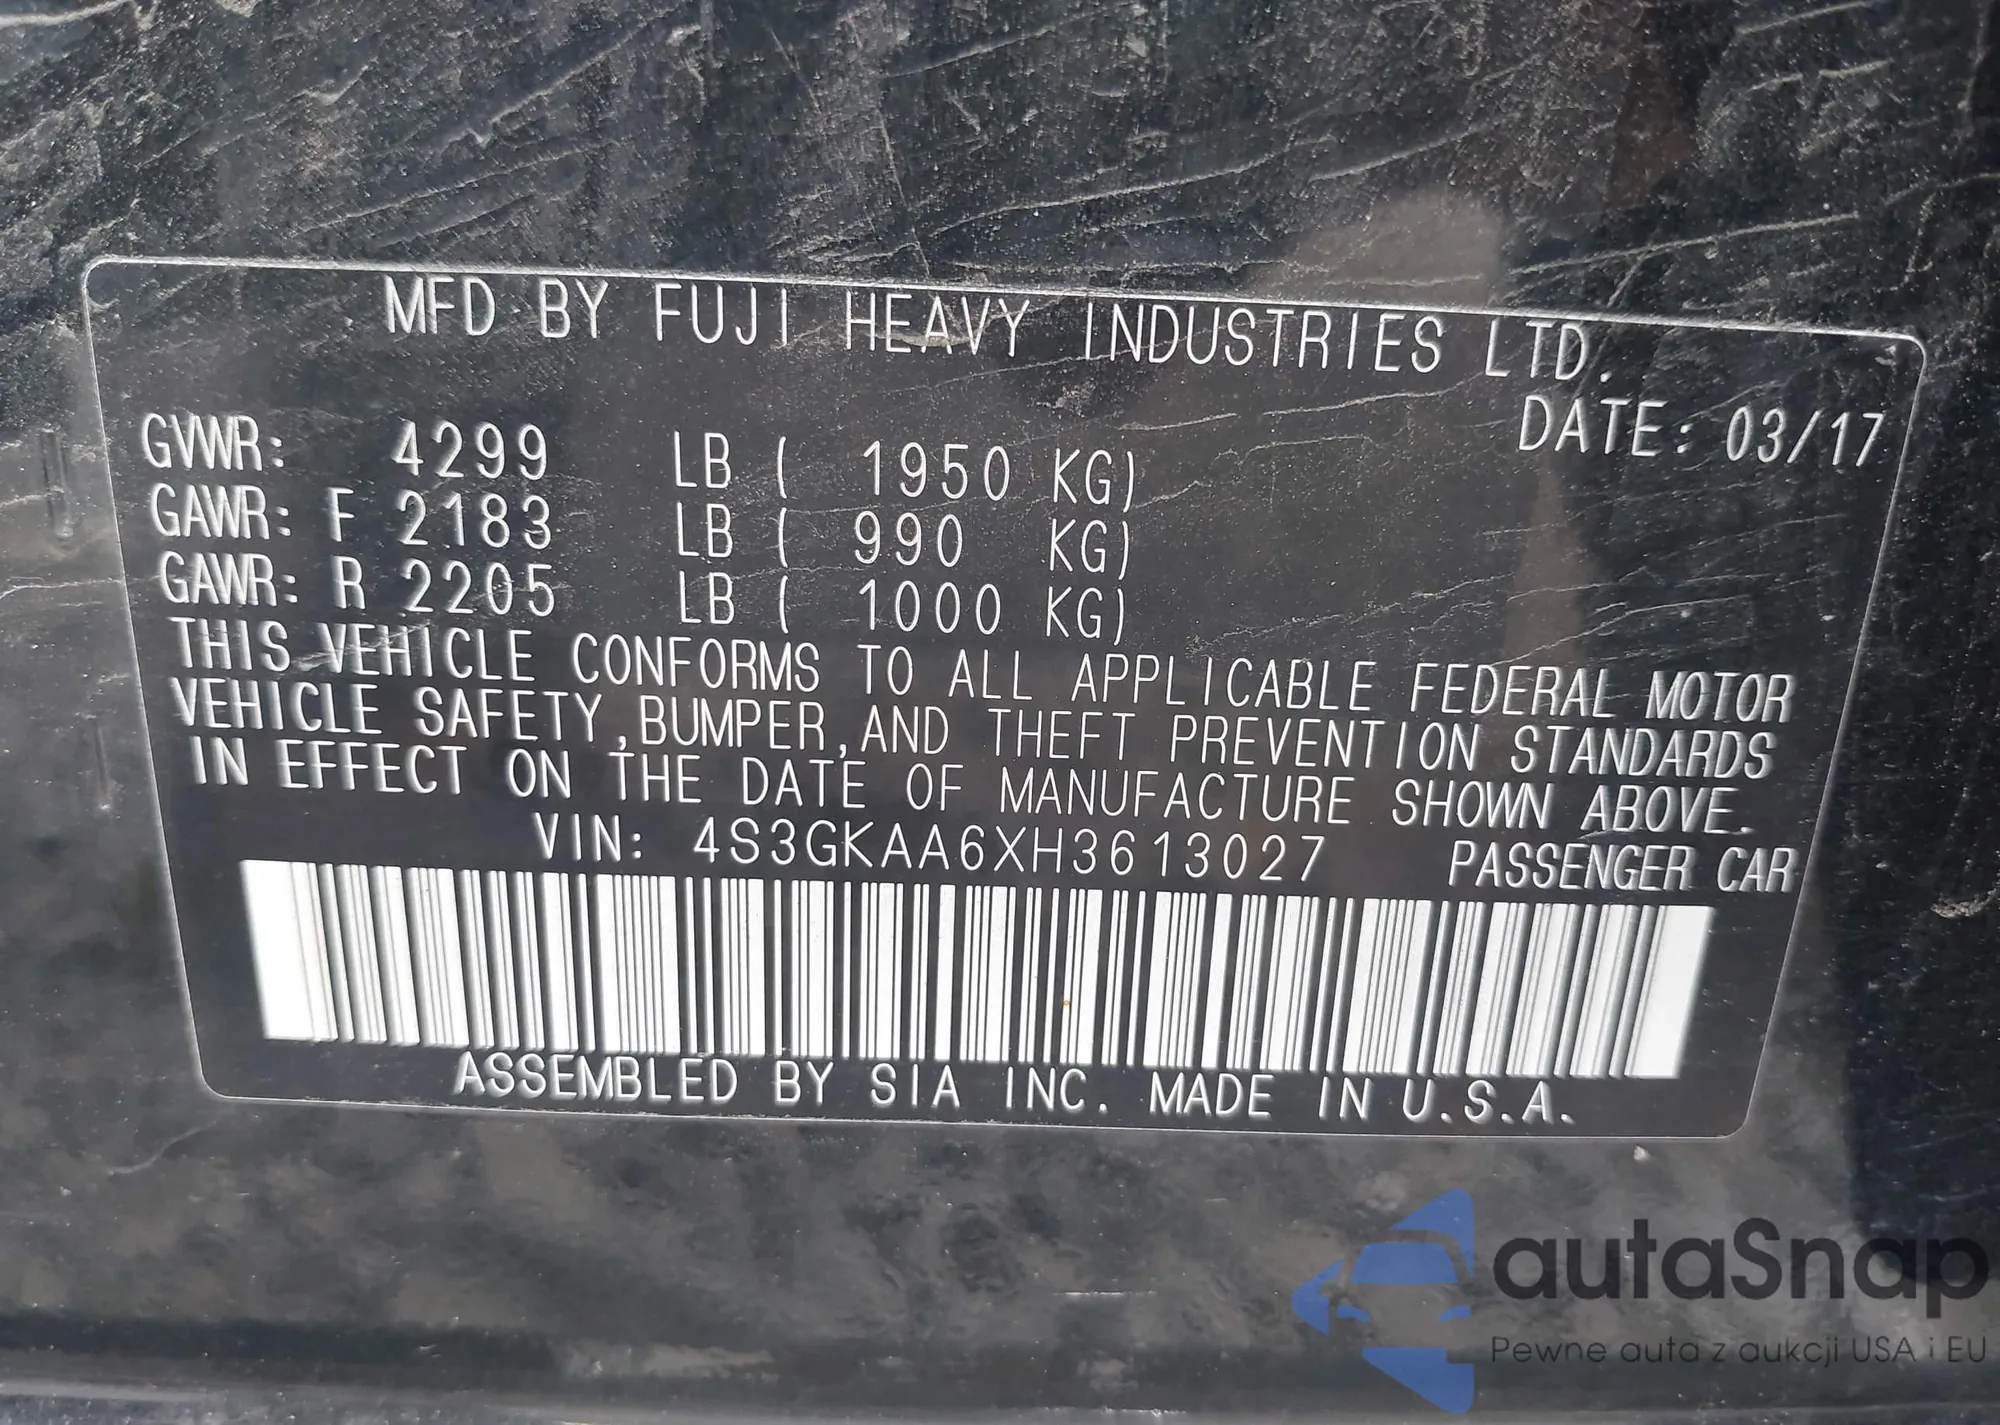 MFD BY FUJI HEAVY INDUSTRIES LTD.
DATE: 03/17
GVWR: 4299 LB ( 1950 KG)
GAWR: F 2183 LB ( 990 KG)
GAWR: R 2205 LB ( 1000 KG)
THIS VEHICLE CONFORMS TO ALL APPLICABLE FEDERAL MOTOR
VEHICLE SAFETY,BUMPER,AND THEFT PREVENTION STANDARDS
IN EFFECT ON THE DATE OF MANUFACTURE SHOWN ABOVE.
VIN: 4S3GKAA6XH3613027 PASSENGER CAR
ASSEMBLED BY SIA INC. MADE IN U.S.A.
autaSnap
Pewne auta z aukcji USA i EU